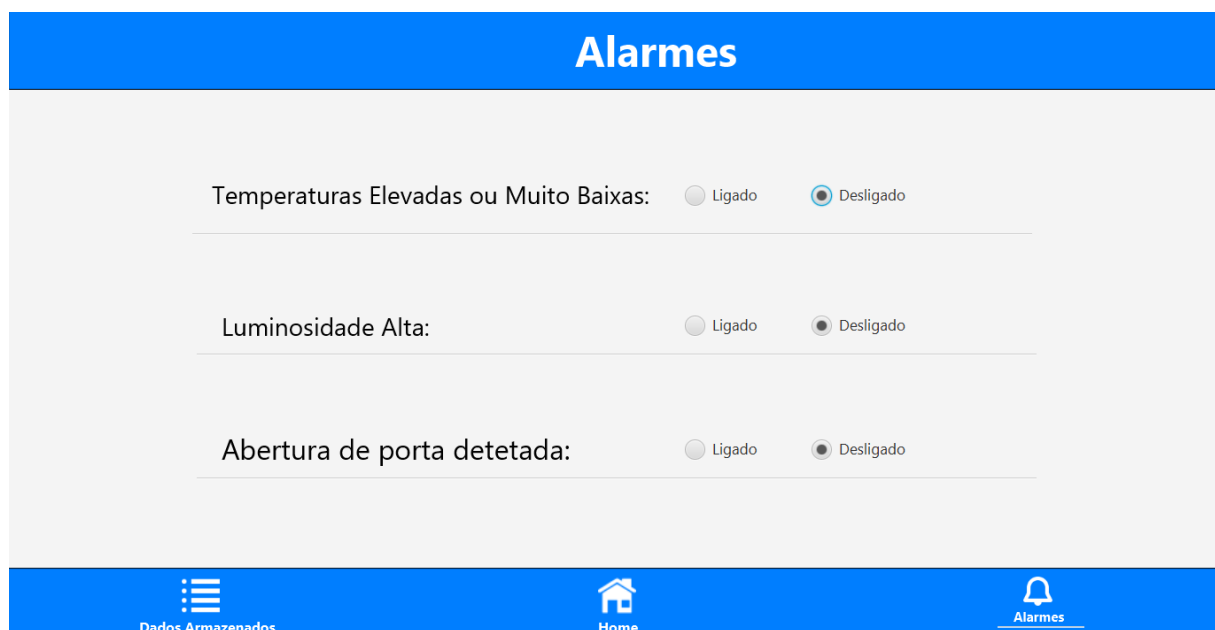 Alarmes
Temperaturas Elevadas ou Muito Baixas: Ligado Desligado
Luminosidade Alta: Ligado Desligado
Abertura de porta detetada: Ligado Desligado
Dados Armazenados Home Alarmes